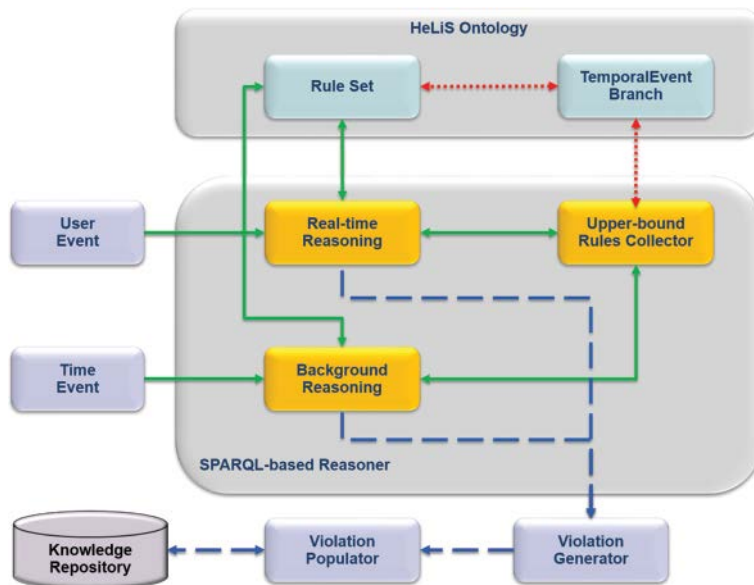 HeLiS Ontology
Rule Set
TemporalEvent
Branch
User
Event
Real-time
Reasoning
Upper-bound
Rules Collector
Time
Event
Background
Reasoning
SPARQL-based Reasoner
Knowledge
Repository
Violation
Populator
Violation
Generator